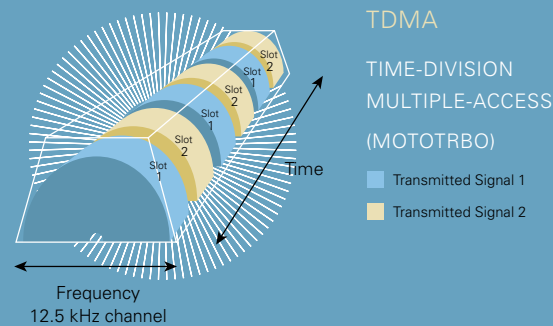 TDMA
TIME-DIVISION
MULTIPLE-ACCESS
(MOTOTRBO)
Transmitted Signal 1
Transmitted Signal 2
Slot
2
Slot
1
Slot
2
Slot
1
Slot
2
Slot
1
Time
Frequency
12.5 kHz channel